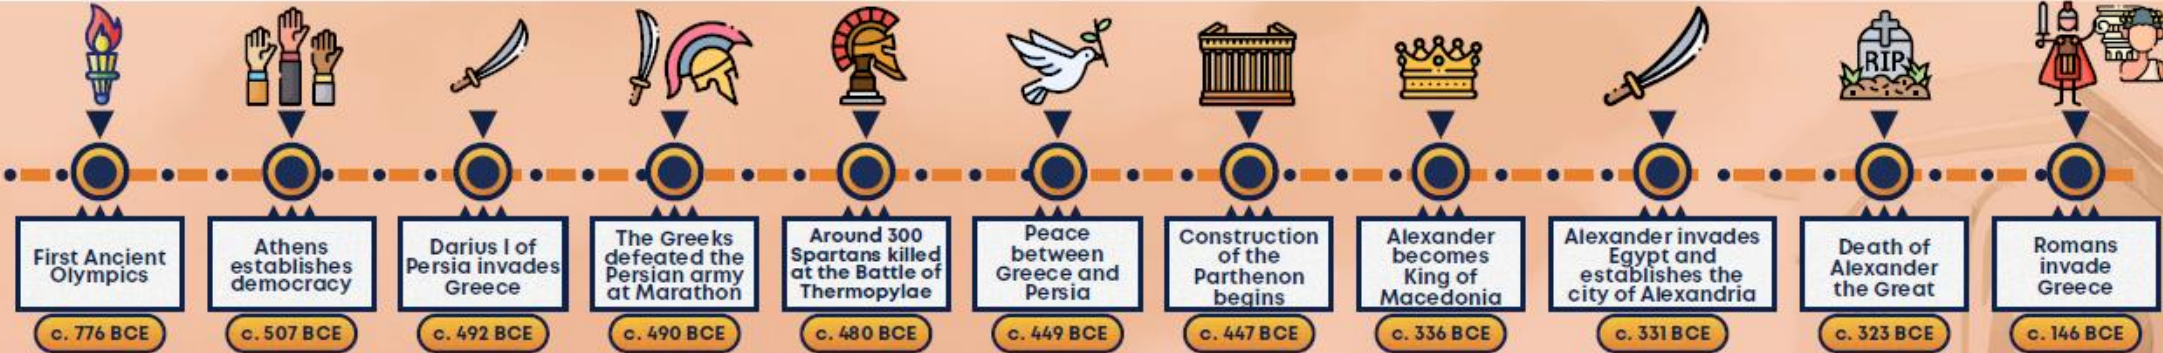 RIP
First Ancient
Olympics
c. 776 BCE
Athens
establishes
democracy
c. 507 BCE
Darius I of
Persia invades
Greece
c. 492 BCE
The Greeks
defeated the
Persian army
at Marathon
c. 490 BCE
Around 300
Spartans killed
at the Battle of
Thermopylae
c. 480 BCE
Peace
between
Greece and
Persia
c. 449 BCE
Construction
of the
Parthenon
begins
c. 447 BCE
Alexander
becomes
King of
Macedonia
c. 336 BCE
Alexander invades
Egypt and
establishes the
city of Alexandria
c. 331 BCE
Death of
Alexander
the Great
c. 323 BCE
Romans
invade
Greece
c. 146 BCE